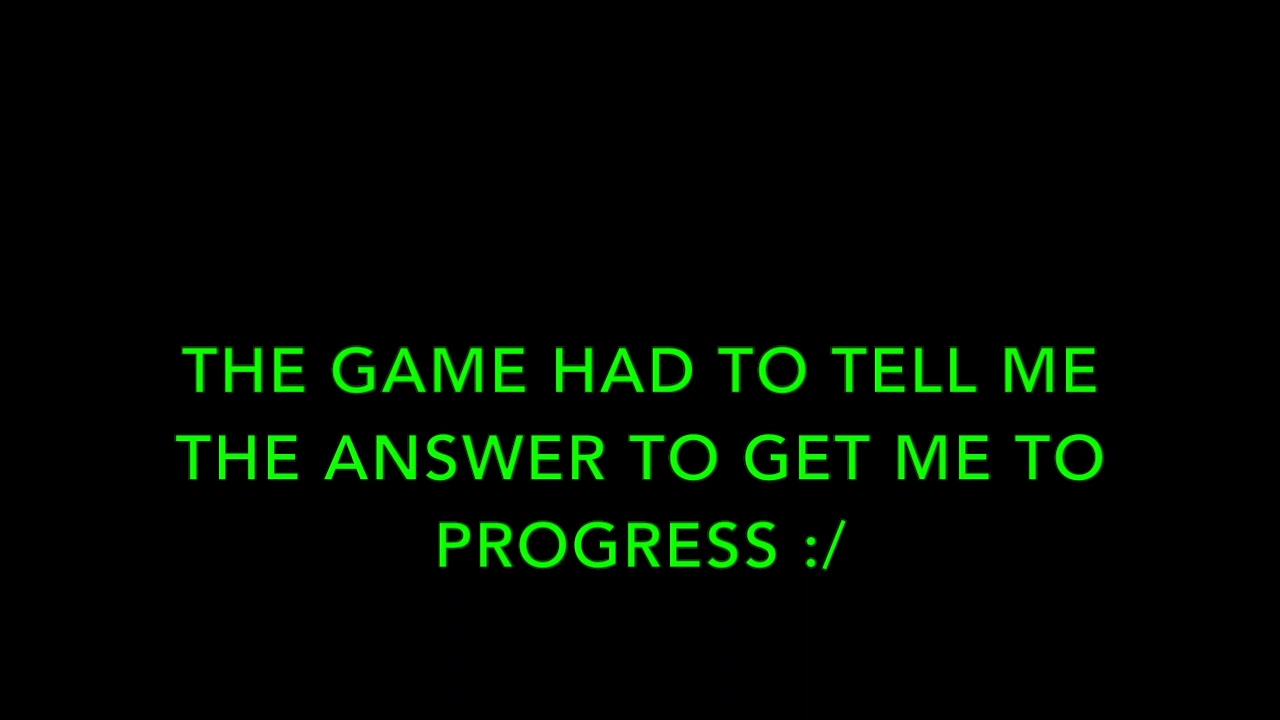 THE GAME HAD TO TELL ME
THE ANSWER TO GET ME TO
PROGRESS :/